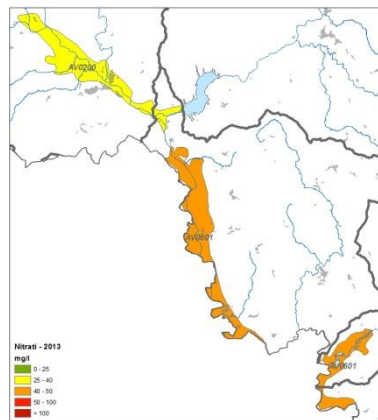 AV0200
AV0601
AV0601
Nitrati - 2013
mg/l
0 - 25
25 - 40
40 - 50
50 - 100
> 100